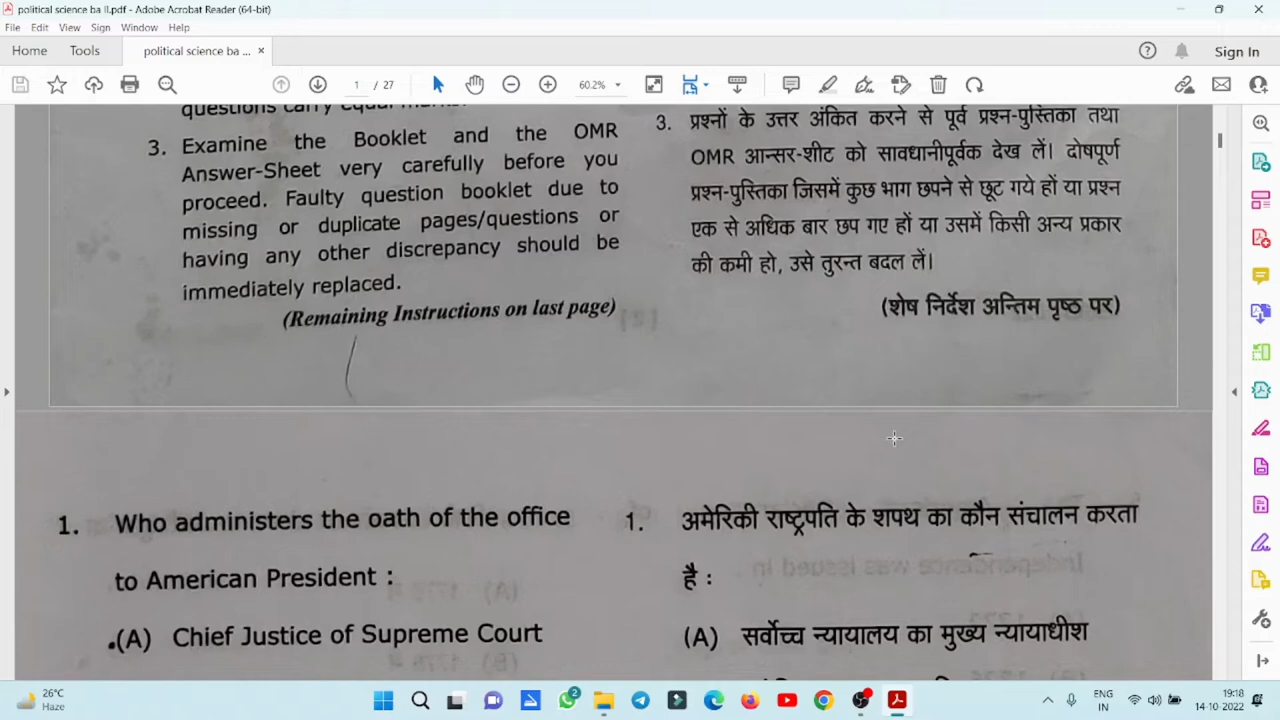 political science ba II.pdf - Adobe Acrobat Reader (64-bit)
File Edit View Sign Window Help
Home Tools political science ba ... × Sign In
1 / 27 60.2%
questions carry equal marks.
3. Examine the Booklet and the OMR
Answer-Sheet very carefully before you
proceed. Faulty question booklet due to
missing or duplicate pages/questions or
having any other discrepancy should be
immediately replaced.
(Remaining Instructions on last page)
3. प्रश्नों के उत्तर अंकित करने से पूर्व प्रश्न-पुस्तिका तथा
OMR आन्सर-शीट को सावधानीपूर्वक देख लें। दोषपूर्ण
प्रश्न-पुस्तिका जिसमें कुछ भाग छपने से छूट गये हों या प्रश्न
एक से अधिक बार छप गए हों या उसमें किसी अन्य प्रकार
की कमी हो, उसे तुरन्त बदल लें।
(शेष निर्देश अन्तिम पृष्ठ पर)
1. Who administers the oath of the office
to American President :
(A) Chief Justice of Supreme Court
1. अमेरिकी राष्ट्रपति के शपथ का कौन संचालन करता
है :
(A) सर्वोच्च न्यायालय का मुख्य न्यायाधीश
26°C
Haze
2
ENG
IN
19:18
14-10-2022